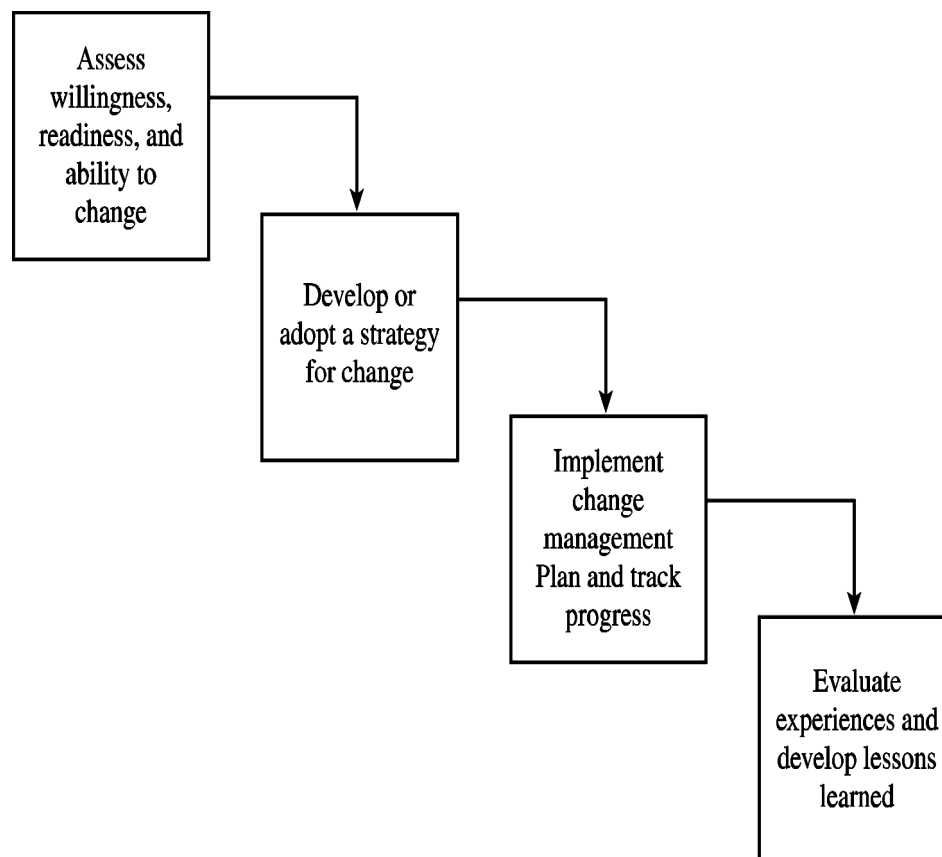 Assess
willingness,
readiness, and
ability to
change
Develop or
adopt a strategy
for change
Implement
change
management
Plan and track
progress
Evaluate
experiences and
develop lessons
learned